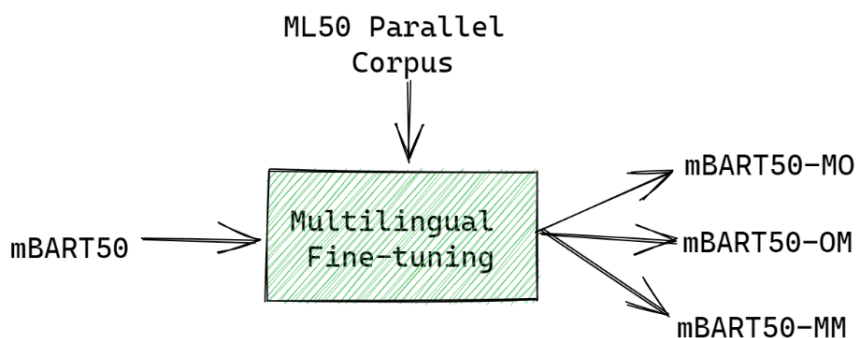 ML50 Parallel
Corpus
mBART50
Multilingual
Fine-tuning
mBART50-MO
mBART50-OM
mBART50-MM